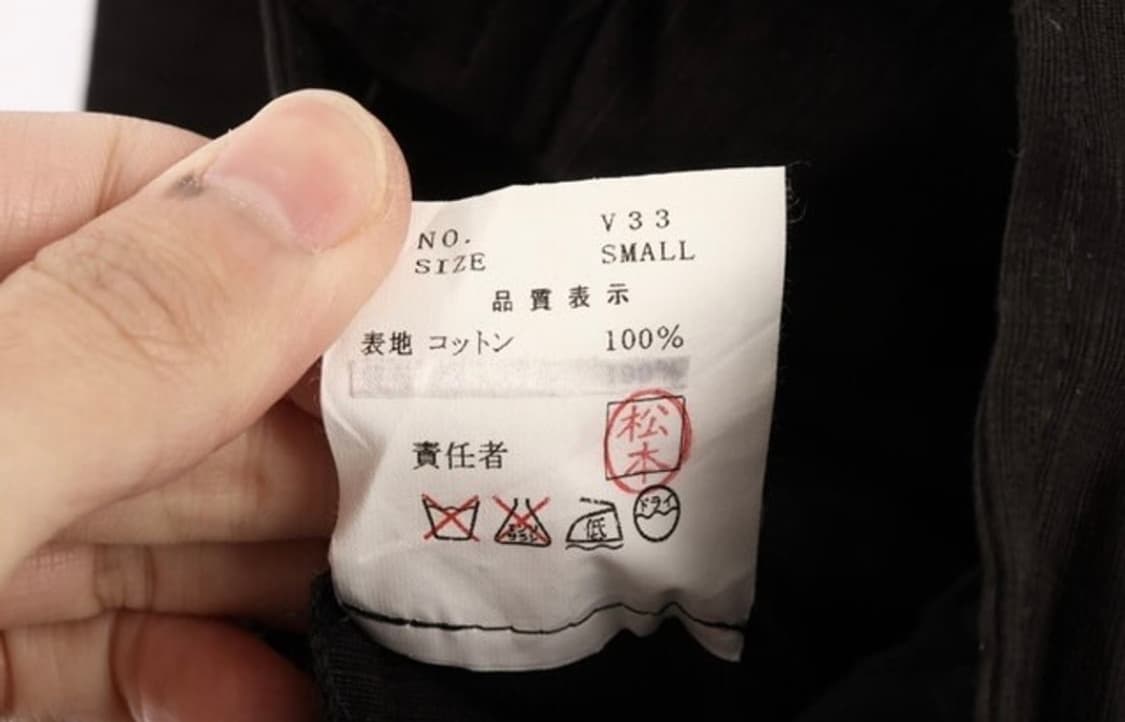 NO. V33
SIZE SMALL
品質表示
表地 コットン 100%
責任者 松本
低 ドライ